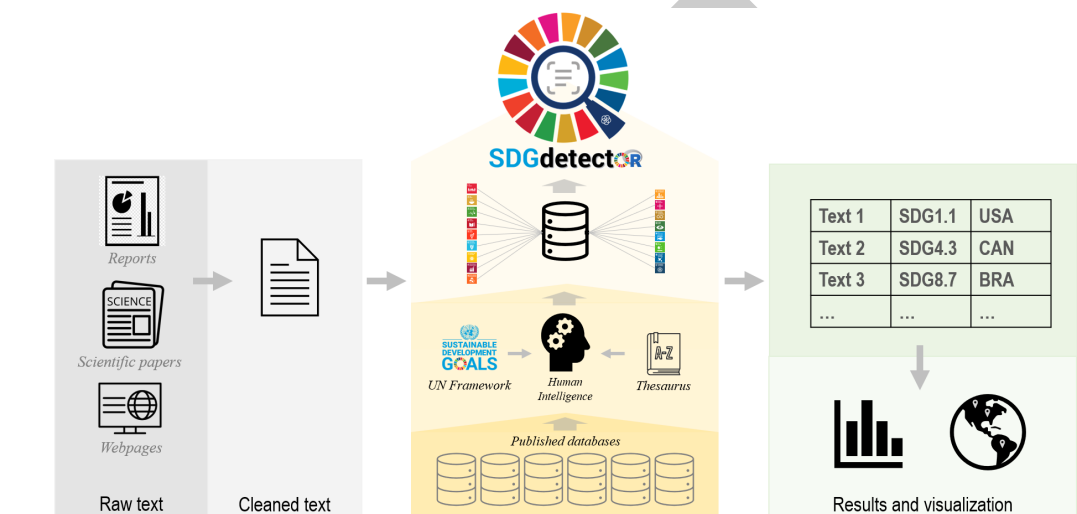 SDGdetector
Reports
SCIENCE
Scientific papers
Webpages
Raw text
Cleaned text
SUSTAINABLE
DEVELOPMENT
GOALS
UN Framework
Human
Intelligence
A-Z
Thesaurus
Published databases
Text 1 SDG1.1 USA
Text 2 SDG4.3 CAN
Text 3 SDG8.7 BRA
... ... ...
Results and visualization